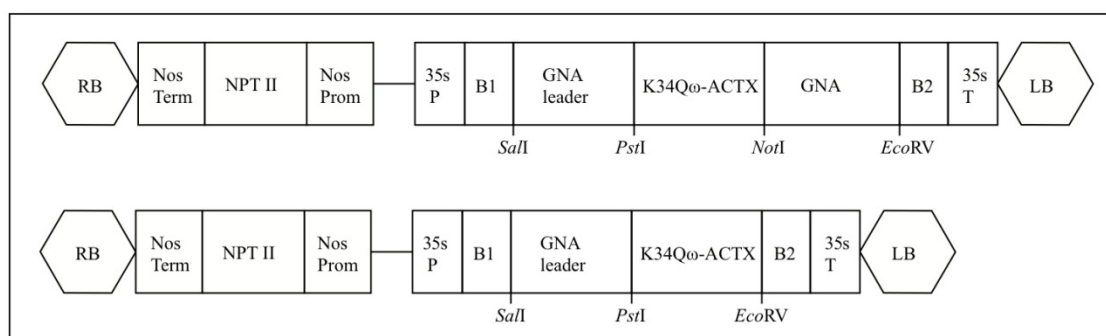 RB
Nos
Term
NPT II
Nos
Prom
35s
P
B1
GNA
leader
K34Qω-ACTX
GNA
B2
35s
T
LB
SalI
PstI
NotI
EcoRV
RB
Nos
Term
NPT II
Nos
Prom
35s
P
B1
GNA
leader
K34Qω-ACTX
B2
35s
T
LB
SalI
PstI
EcoRV